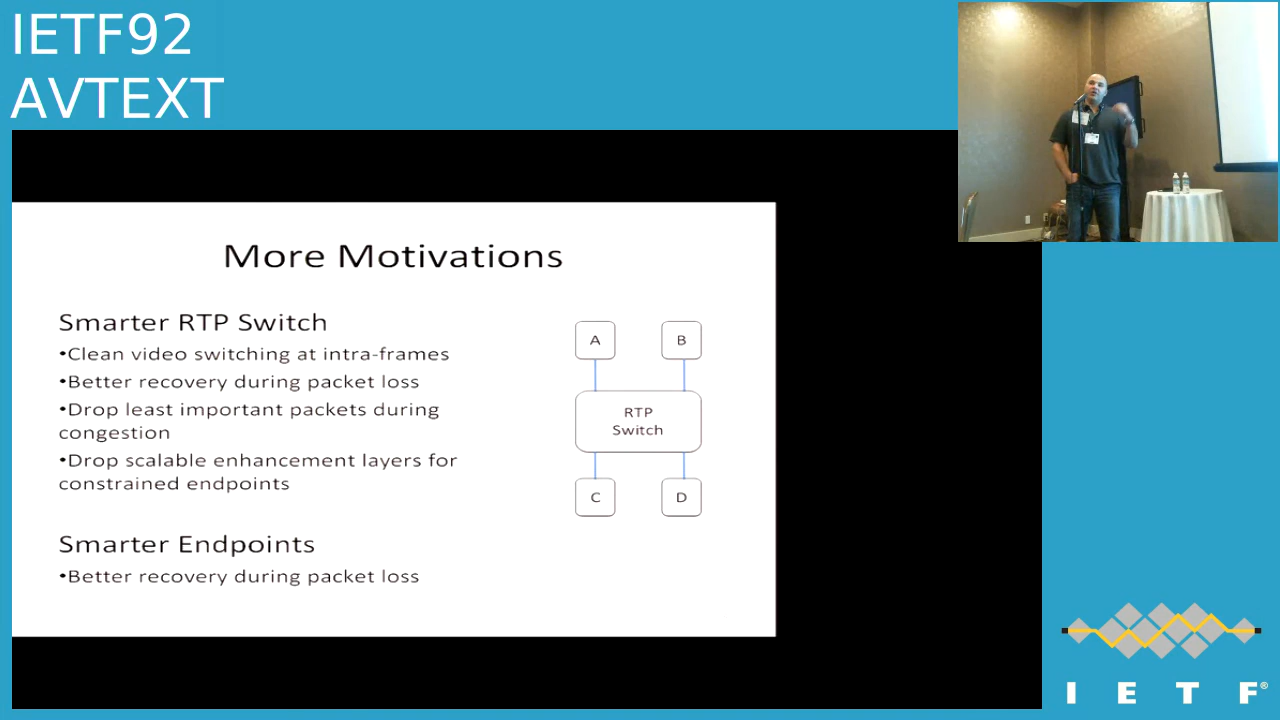 IETF92
AVTEXT
More Motivations
Smarter RTP Switch
•Clean video switching at intra-frames
•Better recovery during packet loss
•Drop least important packets during
congestion
•Drop scalable enhancement layers for
constrained endpoints
Smarter Endpoints
•Better recovery during packet loss
A
B
RTP
Switch
C
D
I E T F®